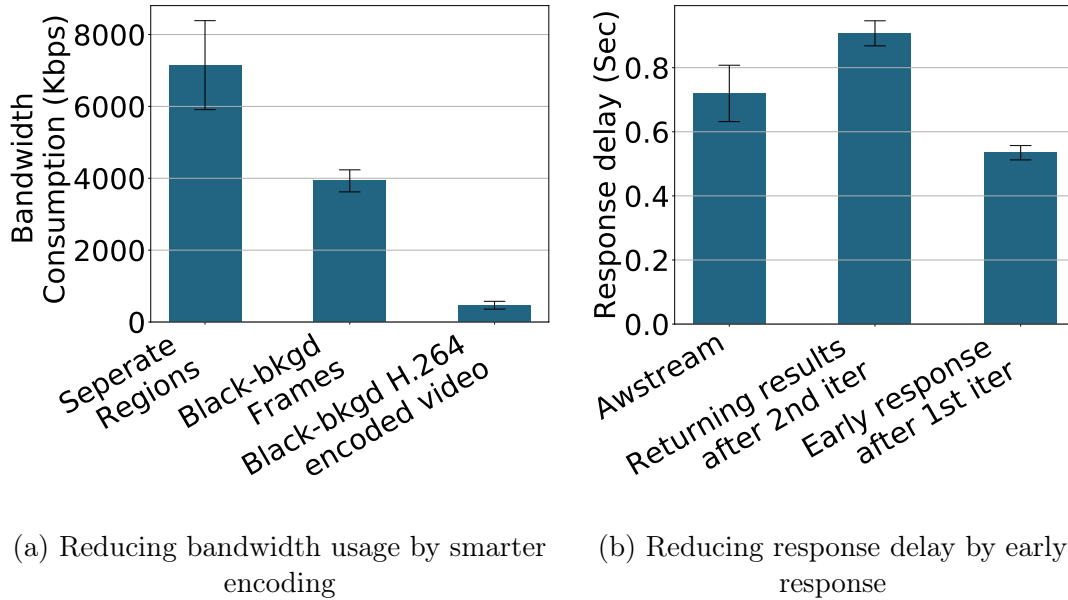 Bandwidth
Consumption (Kbps)
8000
6000
4000
2000
0
Seperate
Regions
Black-bkgd
Frames
Black-bkgd H.264
encoded video
(a) Reducing bandwidth usage by smarter
encoding
Response delay (Sec)
0.8
0.6
0.4
0.2
0.0
Awstream
Returning results
after 2nd iter
Early response
after 1st iter
(b) Reducing response delay by early
response